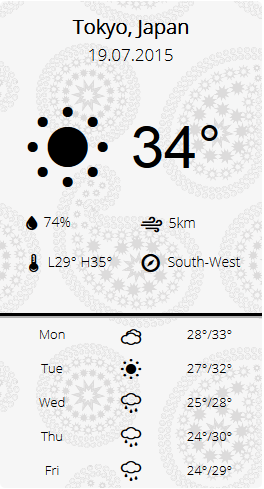 Tokyo, Japan
19.07.2015
34°
74% 5km
L29° H35° South-West
Mon 28°/33°
Tue 27°/32°
Wed 25°/28°
Thu 24°/30°
Fri 24°/29°